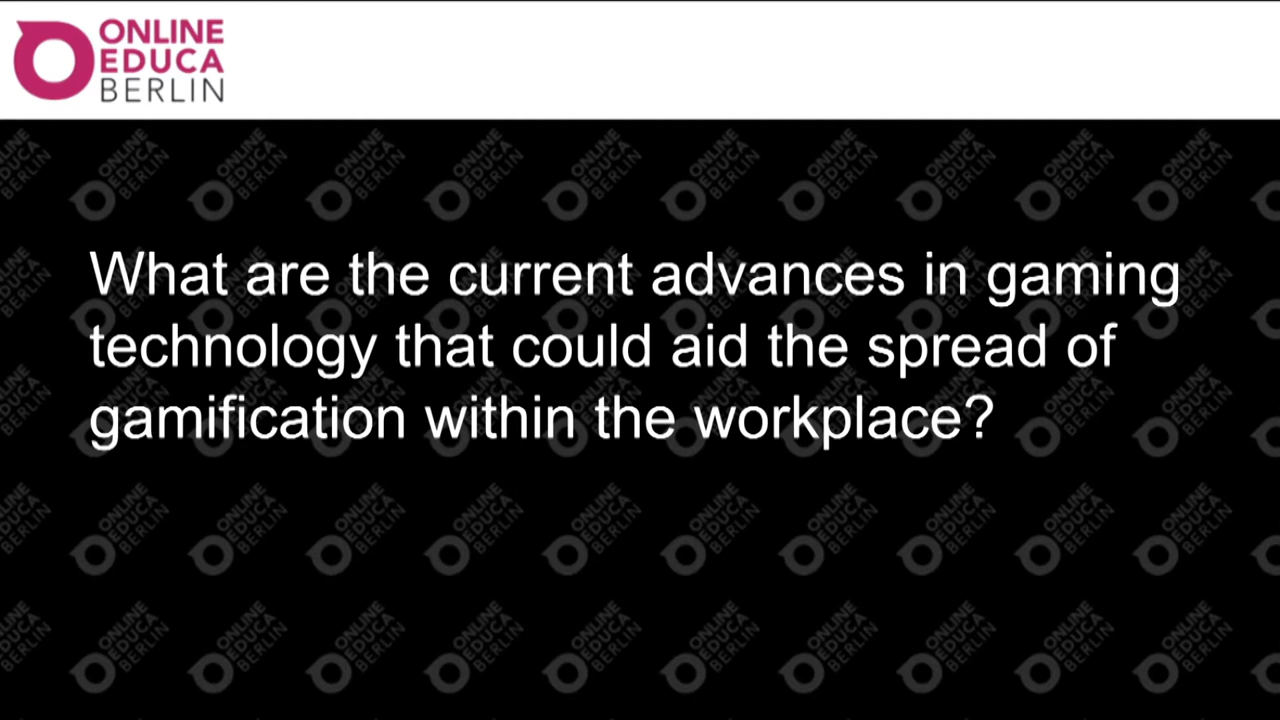 ONLINE
EDUCA
BERLIN
What are the current advances in gaming
technology that could aid the spread of
gamification within the workplace?